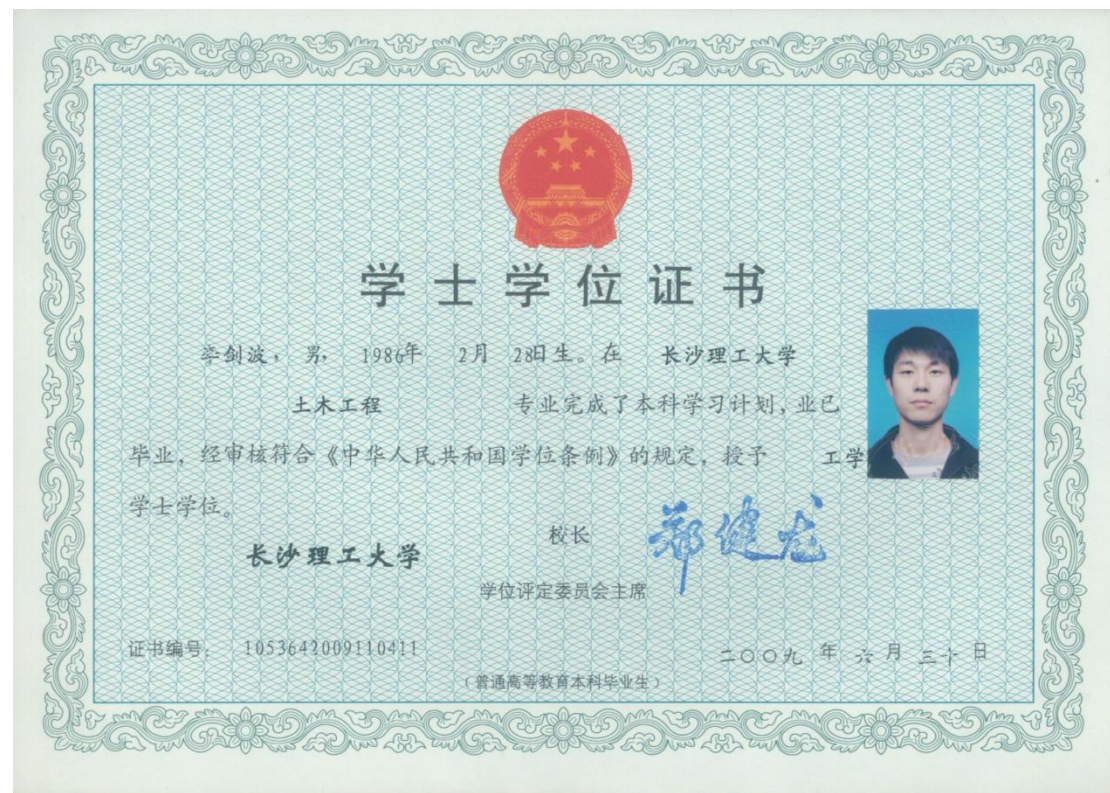 学士学位证书
李剑波，男，1986年 2月 28日生。在 长沙理工大学
土木工程 专业完成了本科学习计划，业已
毕业，经审核符合《中华人民共和国学位条例》的规定，授予 工学
学士学位。
长沙理工大学
校长 郑健龙
学位评定委员会主席
证书编号： 1053642009110411
二〇〇九 年 六 月 三十 日
（普通高等教育本科毕业生）